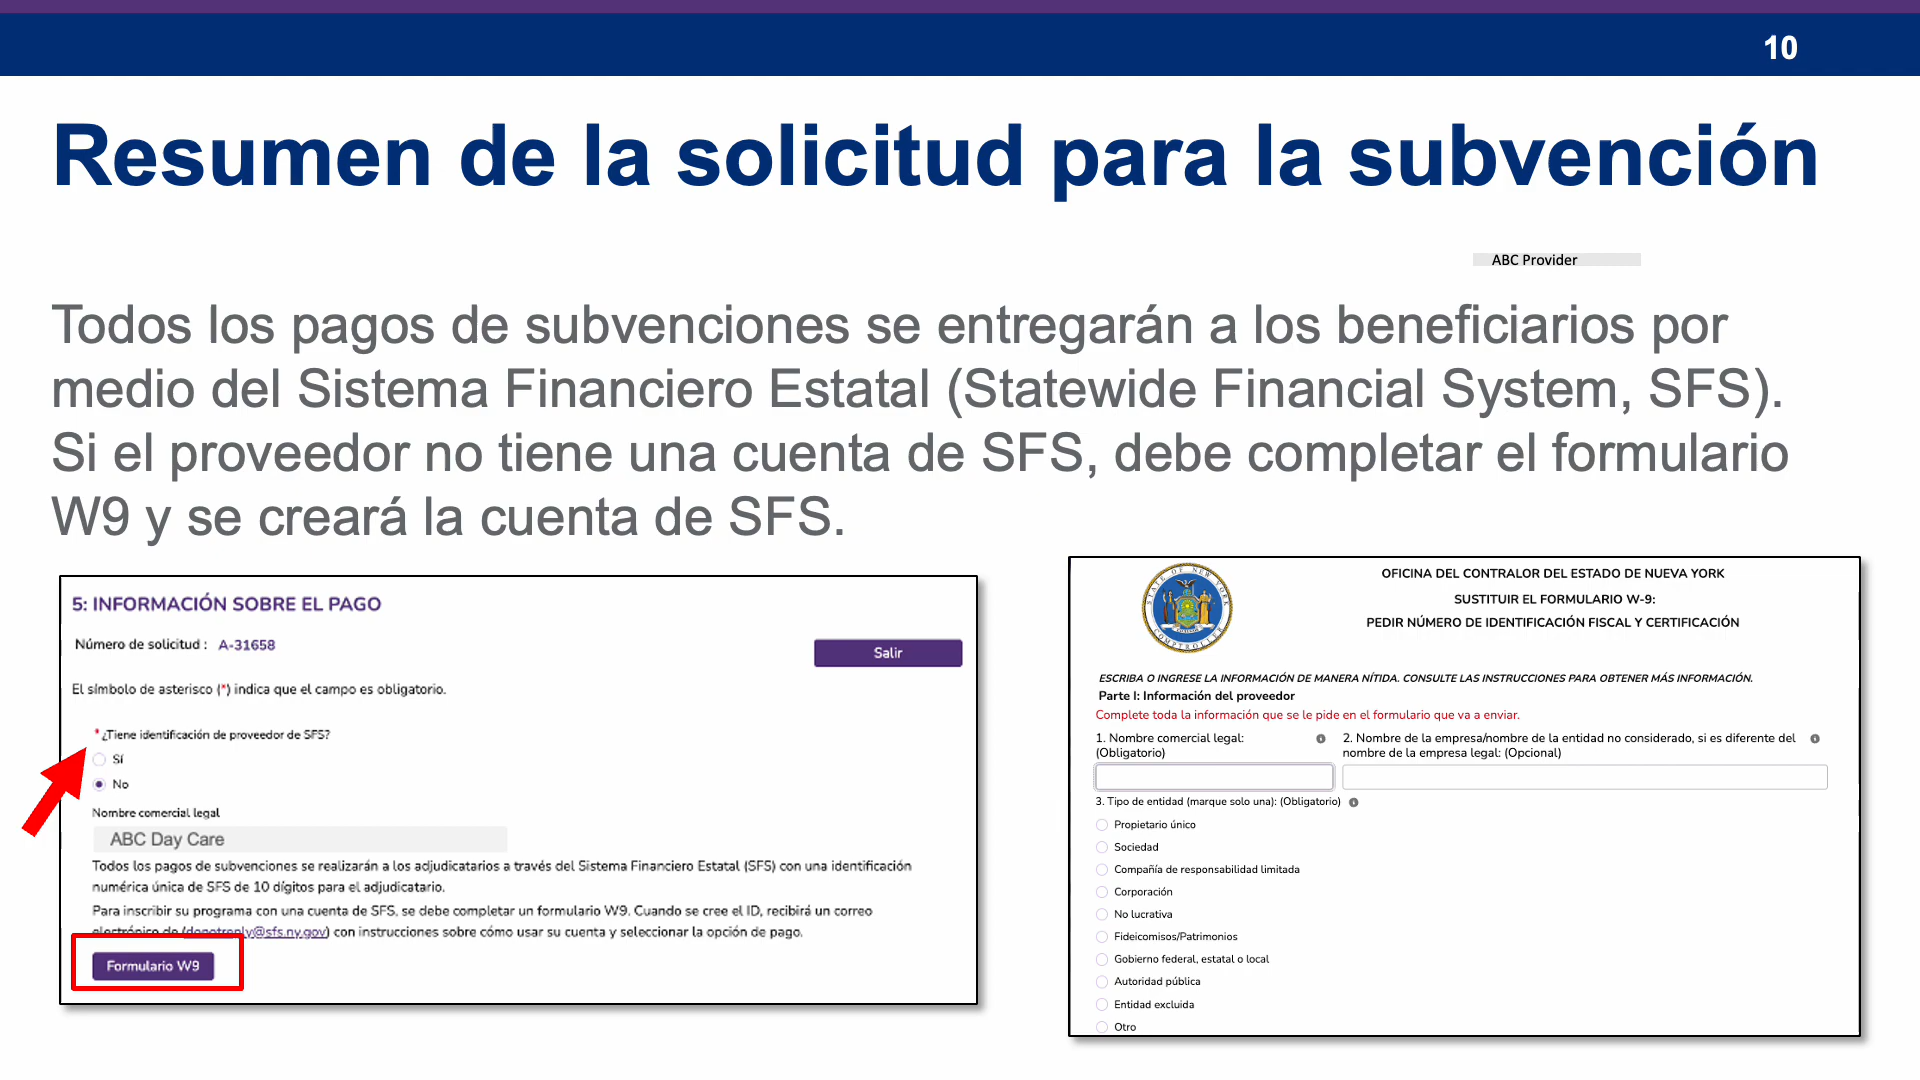 10
Resumen de la solicitud para la subvención
ABC Provider
Todos los pagos de subvenciones se entregarán a los beneficiarios por
medio del Sistema Financiero Estatal (Statewide Financial System, SFS).
Si el proveedor no tiene una cuenta de SFS, debe completar el formulario
W9 y se creará la cuenta de SFS.
5: INFORMACIÓN SOBRE EL PAGO
Número de solicitud : A-31658
Salir
El símbolo de asterisco (*) indica que el campo es obligatorio.
* ¿Tiene identificación de proveedor de SFS?
Sí
No
Nombre comercial legal
ABC Day Care
Todos los pagos de subvenciones se realizarán a los adjudicatarios a través del Sistema Financiero Estatal (SFS) con una identificación
numérica única de SFS de 10 dígitos para el adjudicatario.
Para inscribir su programa con una cuenta de SFS, se debe completar un formulario W9. Cuando se cree el ID, recibirá un correo
electrónico de (donotreply@sfs.ny.gov) con instrucciones sobre cómo usar su cuenta y seleccionar la opción de pago.
Formulario W9
STATE OF NEW YORK
COMPTROLLER
OFICINA DEL CONTRALOR DEL ESTADO DE NUEVA YORK
SUSTITUIR EL FORMULARIO W-9:
PEDIR NÚMERO DE IDENTIFICACIÓN FISCAL Y CERTIFICACIÓN
ESCRIBA O INGRESE LA INFORMACIÓN DE MANERA NÍTIDA. CONSULTE LAS INSTRUCCIONES PARA OBTENER MÁS INFORMACIÓN.
Parte I: Información del proveedor
Complete toda la información que se le pide en el formulario que va a enviar.
1. Nombre comercial legal:
(Obligatorio)
2. Nombre de la empresa/nombre de la entidad no considerado, si es diferente del
nombre de la empresa legal: (Opcional)
3. Tipo de entidad (marque solo una): (Obligatorio)
Propietario único
Sociedad
Compañía de responsabilidad limitada
Corporación
No lucrativa
Fideicomisos/Patrimonios
Gobierno federal, estatal o local
Autoridad pública
Entidad excluida
Otro